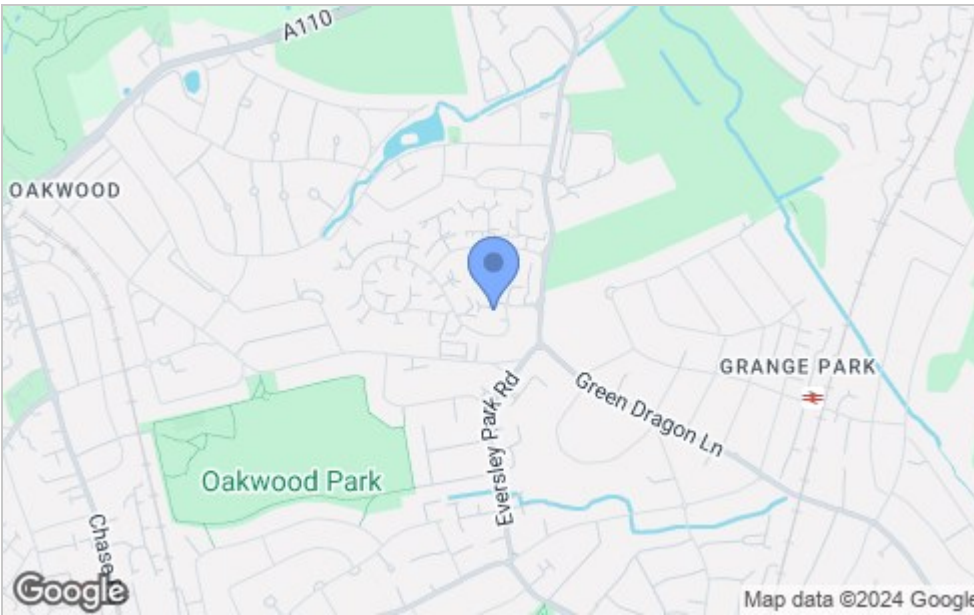 A110
OAKWOOD
GRANGE PARK
Green Dragon Ln
Eversley Park Rd
Oakwood Park
Chase
Google
Map data ©2024 Google